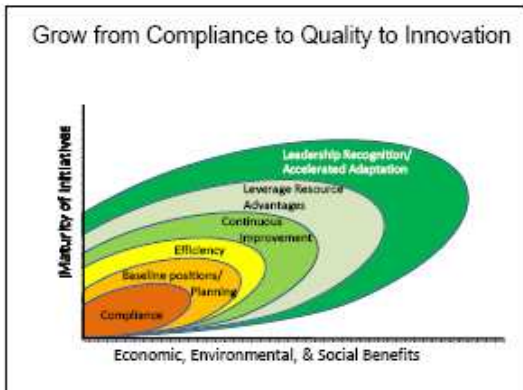 Grow from Compliance to Quality to Innovation
Maturity of Initiatives
Leadership Recognition/
Accelerated Adaptation
Leverage Resource
Advantages
Continuous
Improvement
Efficiency
Baseline positions/
Planning
Compliance
Economic, Environmental, & Social Benefits